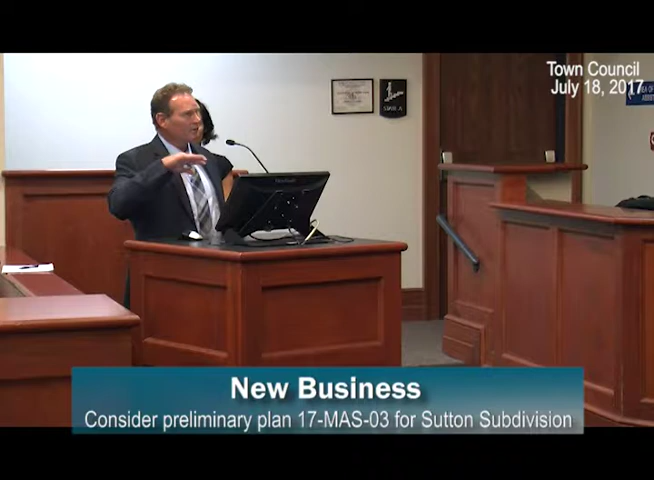 Town Council
July 18, 2017
New Business
Consider preliminary plan 17-MAS-03 for Sutton Subdivision